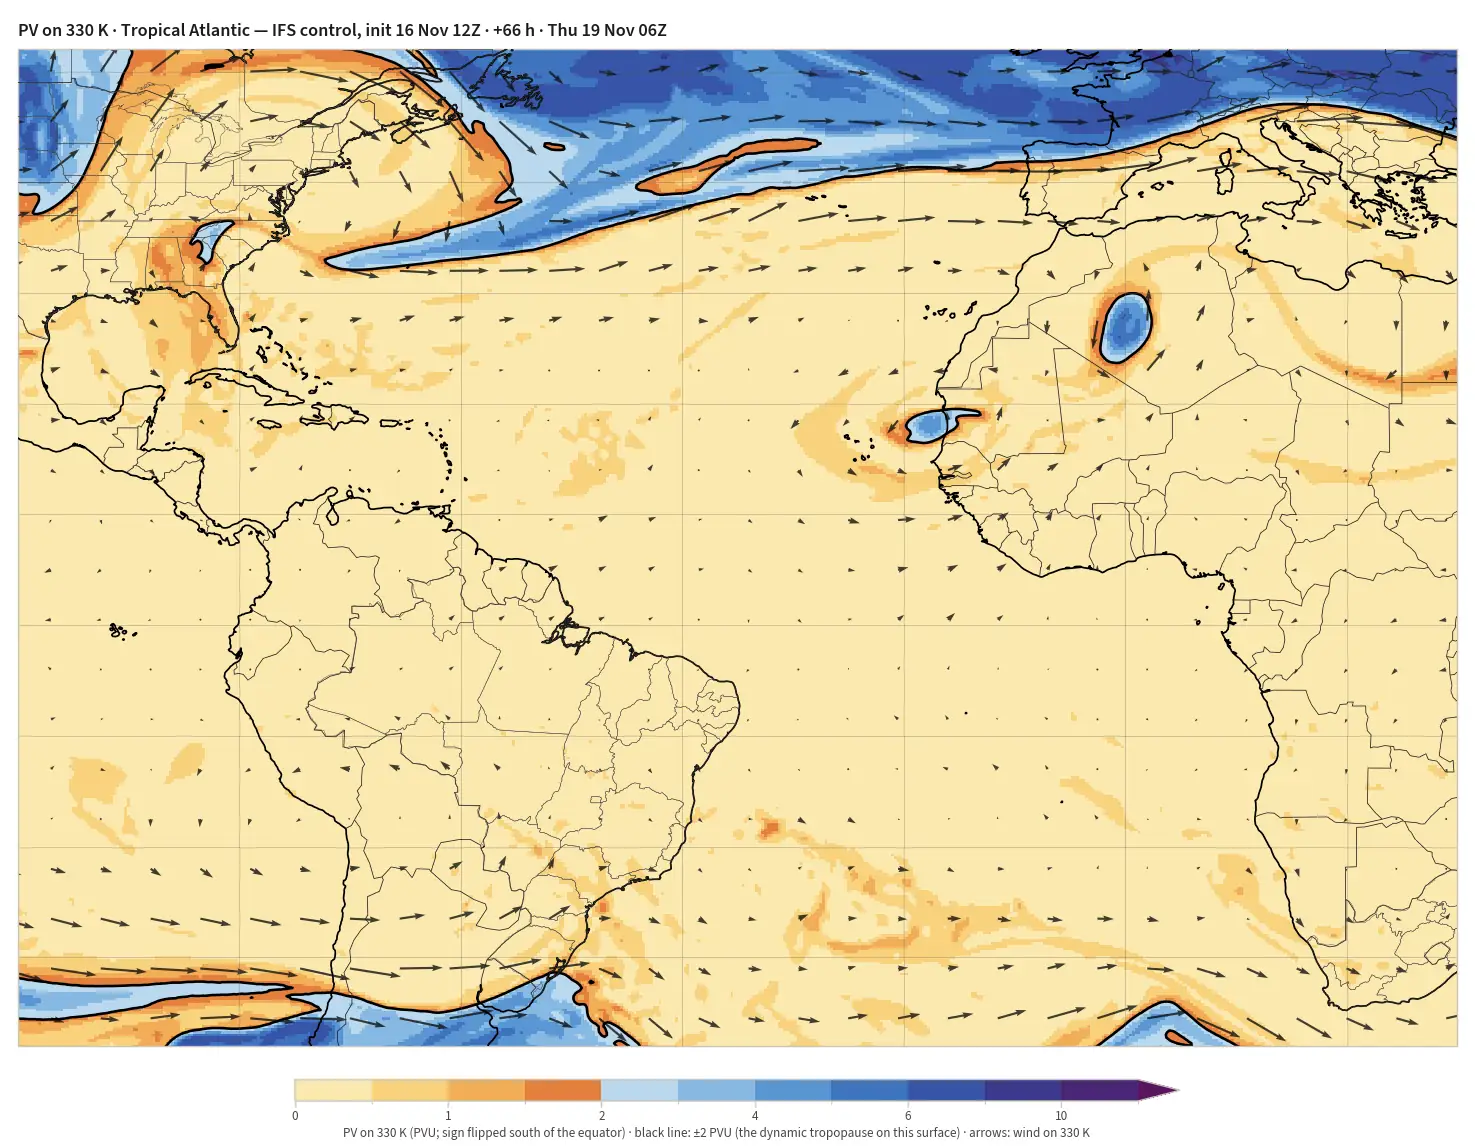 PV on 330 K · Tropical Atlantic — IFS control, init 16 Nov 12Z · +66 h · Thu 19 Nov 06Z
0 1 2 4 6 10
PV on 330 K (PVU; sign flipped south of the equator) · black line: ±2 PVU (the dynamic tropopause on this surface) · arrows: wind on 330 K